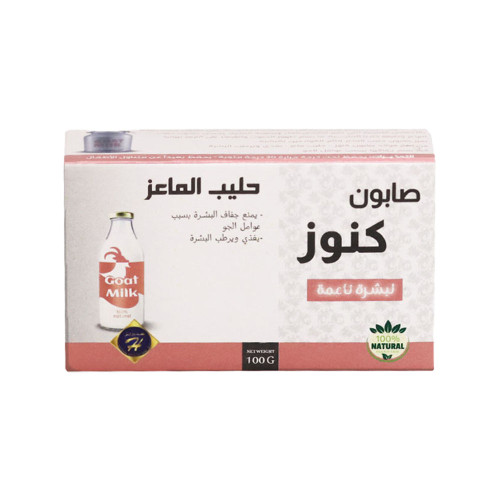 صابون
كنوز
لبشرة ناعمة
حليب الماعز
- يمنع جفاف البشرة بسبب
عوامل الجو
-يغذي ويرطب البشرة
Goat
Milk
H
NET WEIGHT
100 G
100%
NATURAL